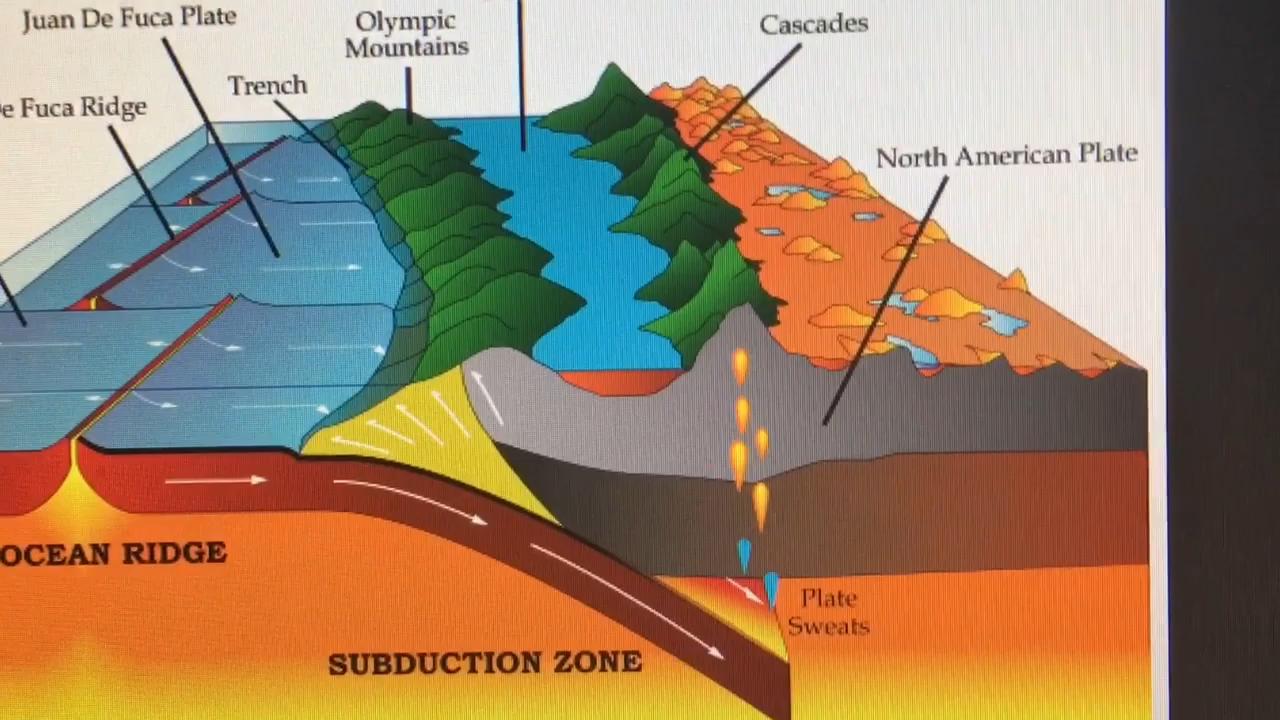 Juan De Fuca Plate
Olympic
Mountains
Cascades
Trench
e Fuca Ridge
North American Plate
OCEAN RIDGE
Plate
Sweats
SUBDUCTION ZONE